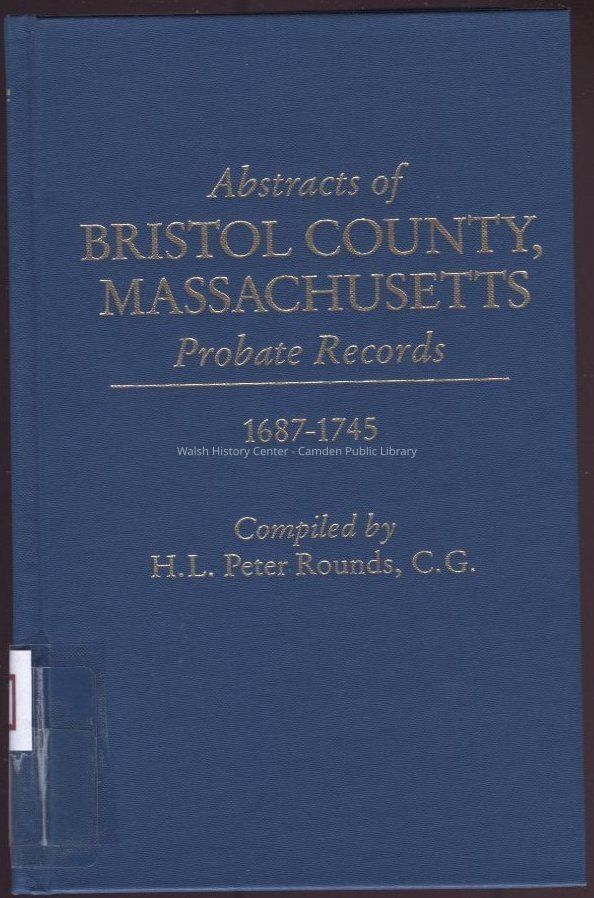 Abstracts of
BRISTOL COUNTY,
MASSACHUSETTS
Probate Records
1687-1745
Walsh History Center - Camden Public Library
Compiled by
H.L. Peter Rounds, C.G.